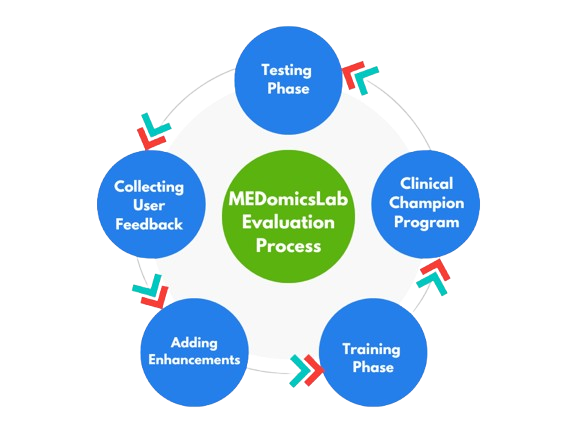 Testing
Phase
Collecting
User
Feedback
MEDomicsLab
Evaluation
Process
Clinical
Champion
Program
Adding
Enhancements
Training
Phase